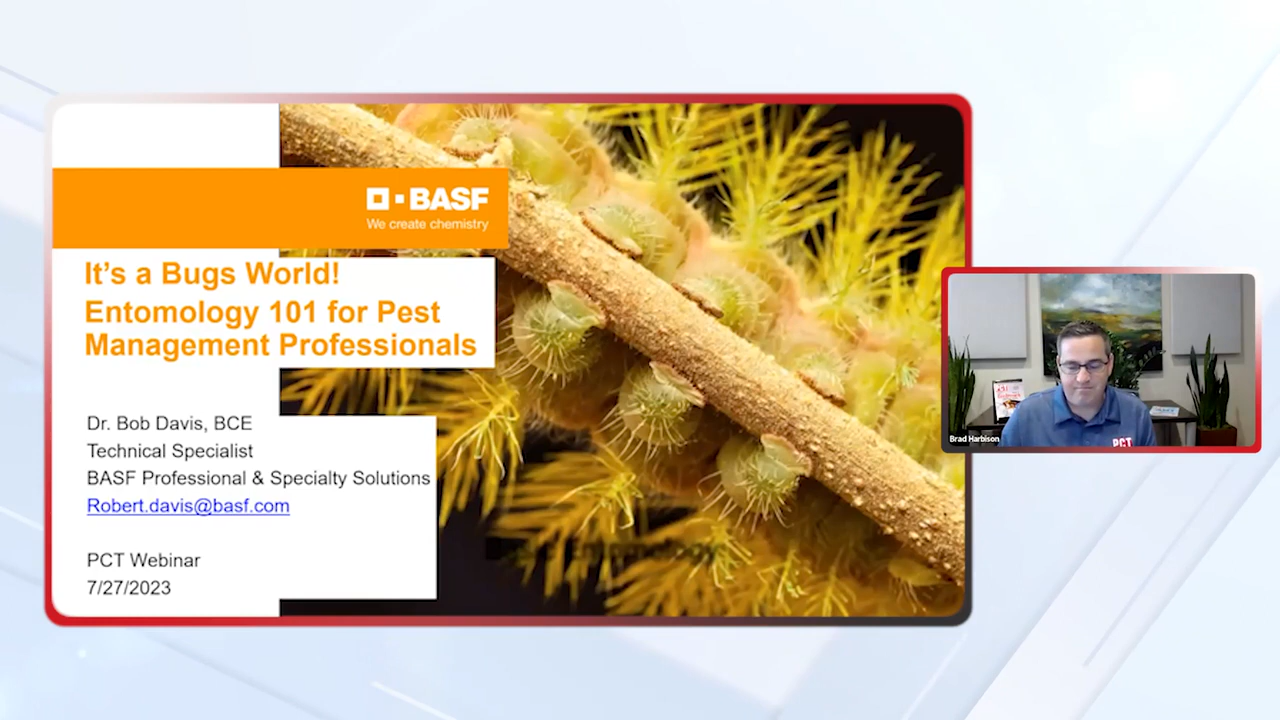 BASF
We create chemistry
It's a Bugs World!
Entomology 101 for Pest
Management Professionals
Dr. Bob Davis, BCE
Technical Specialist
BASF Professional & Specialty Solutions
Robert.davis@basf.com
PCT Webinar
7/27/2023
Entomology
Brad Harbison
PCT